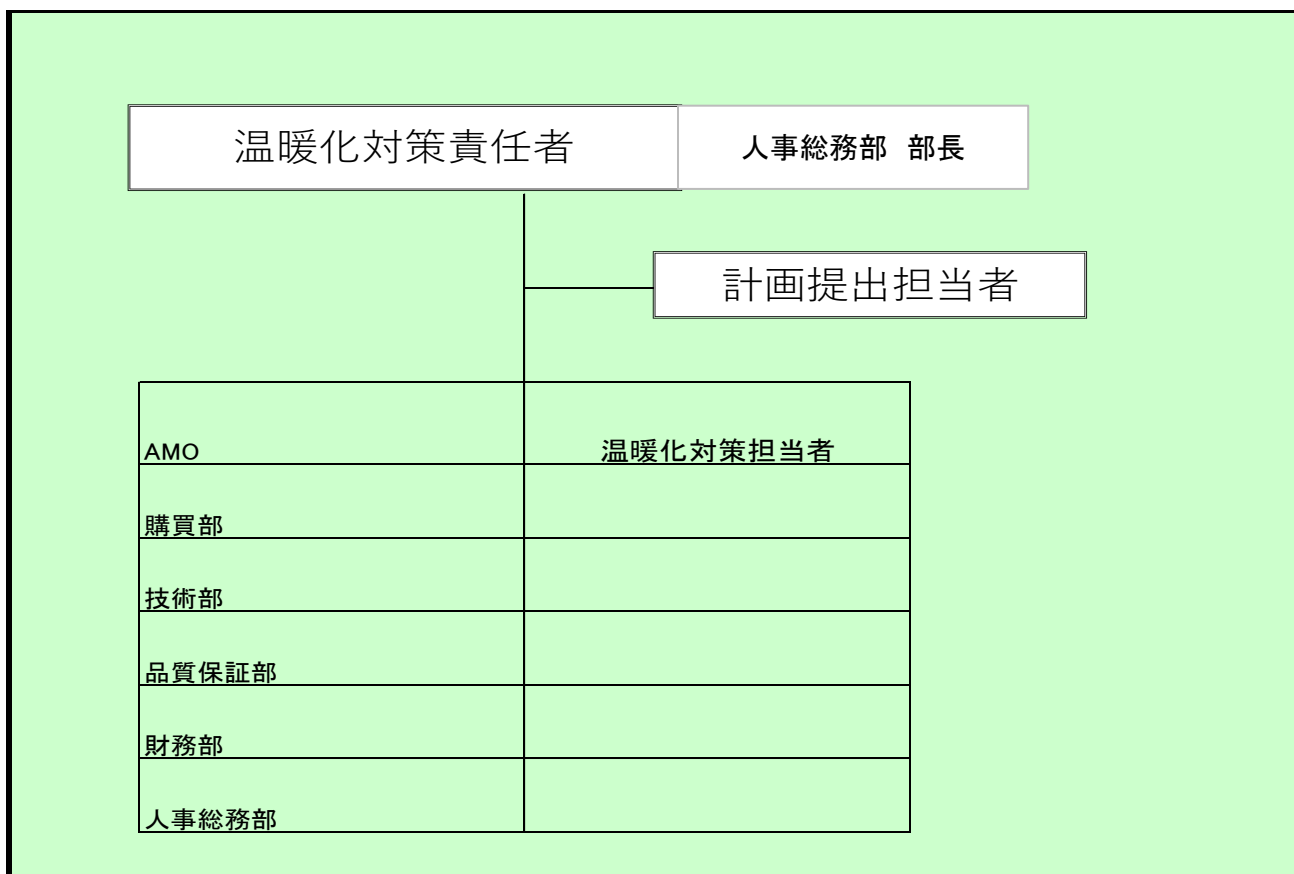 温暖化対策責任者 人事総務部 部長
計画提出担当者
AMO 温暖化対策担当者
購買部
技術部
品質保証部
財務部
人事総務部